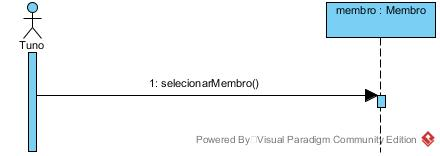 membro : Membro
Tuno
1: selecionarMembro()
Powered By Visual Paradigm Community Edition